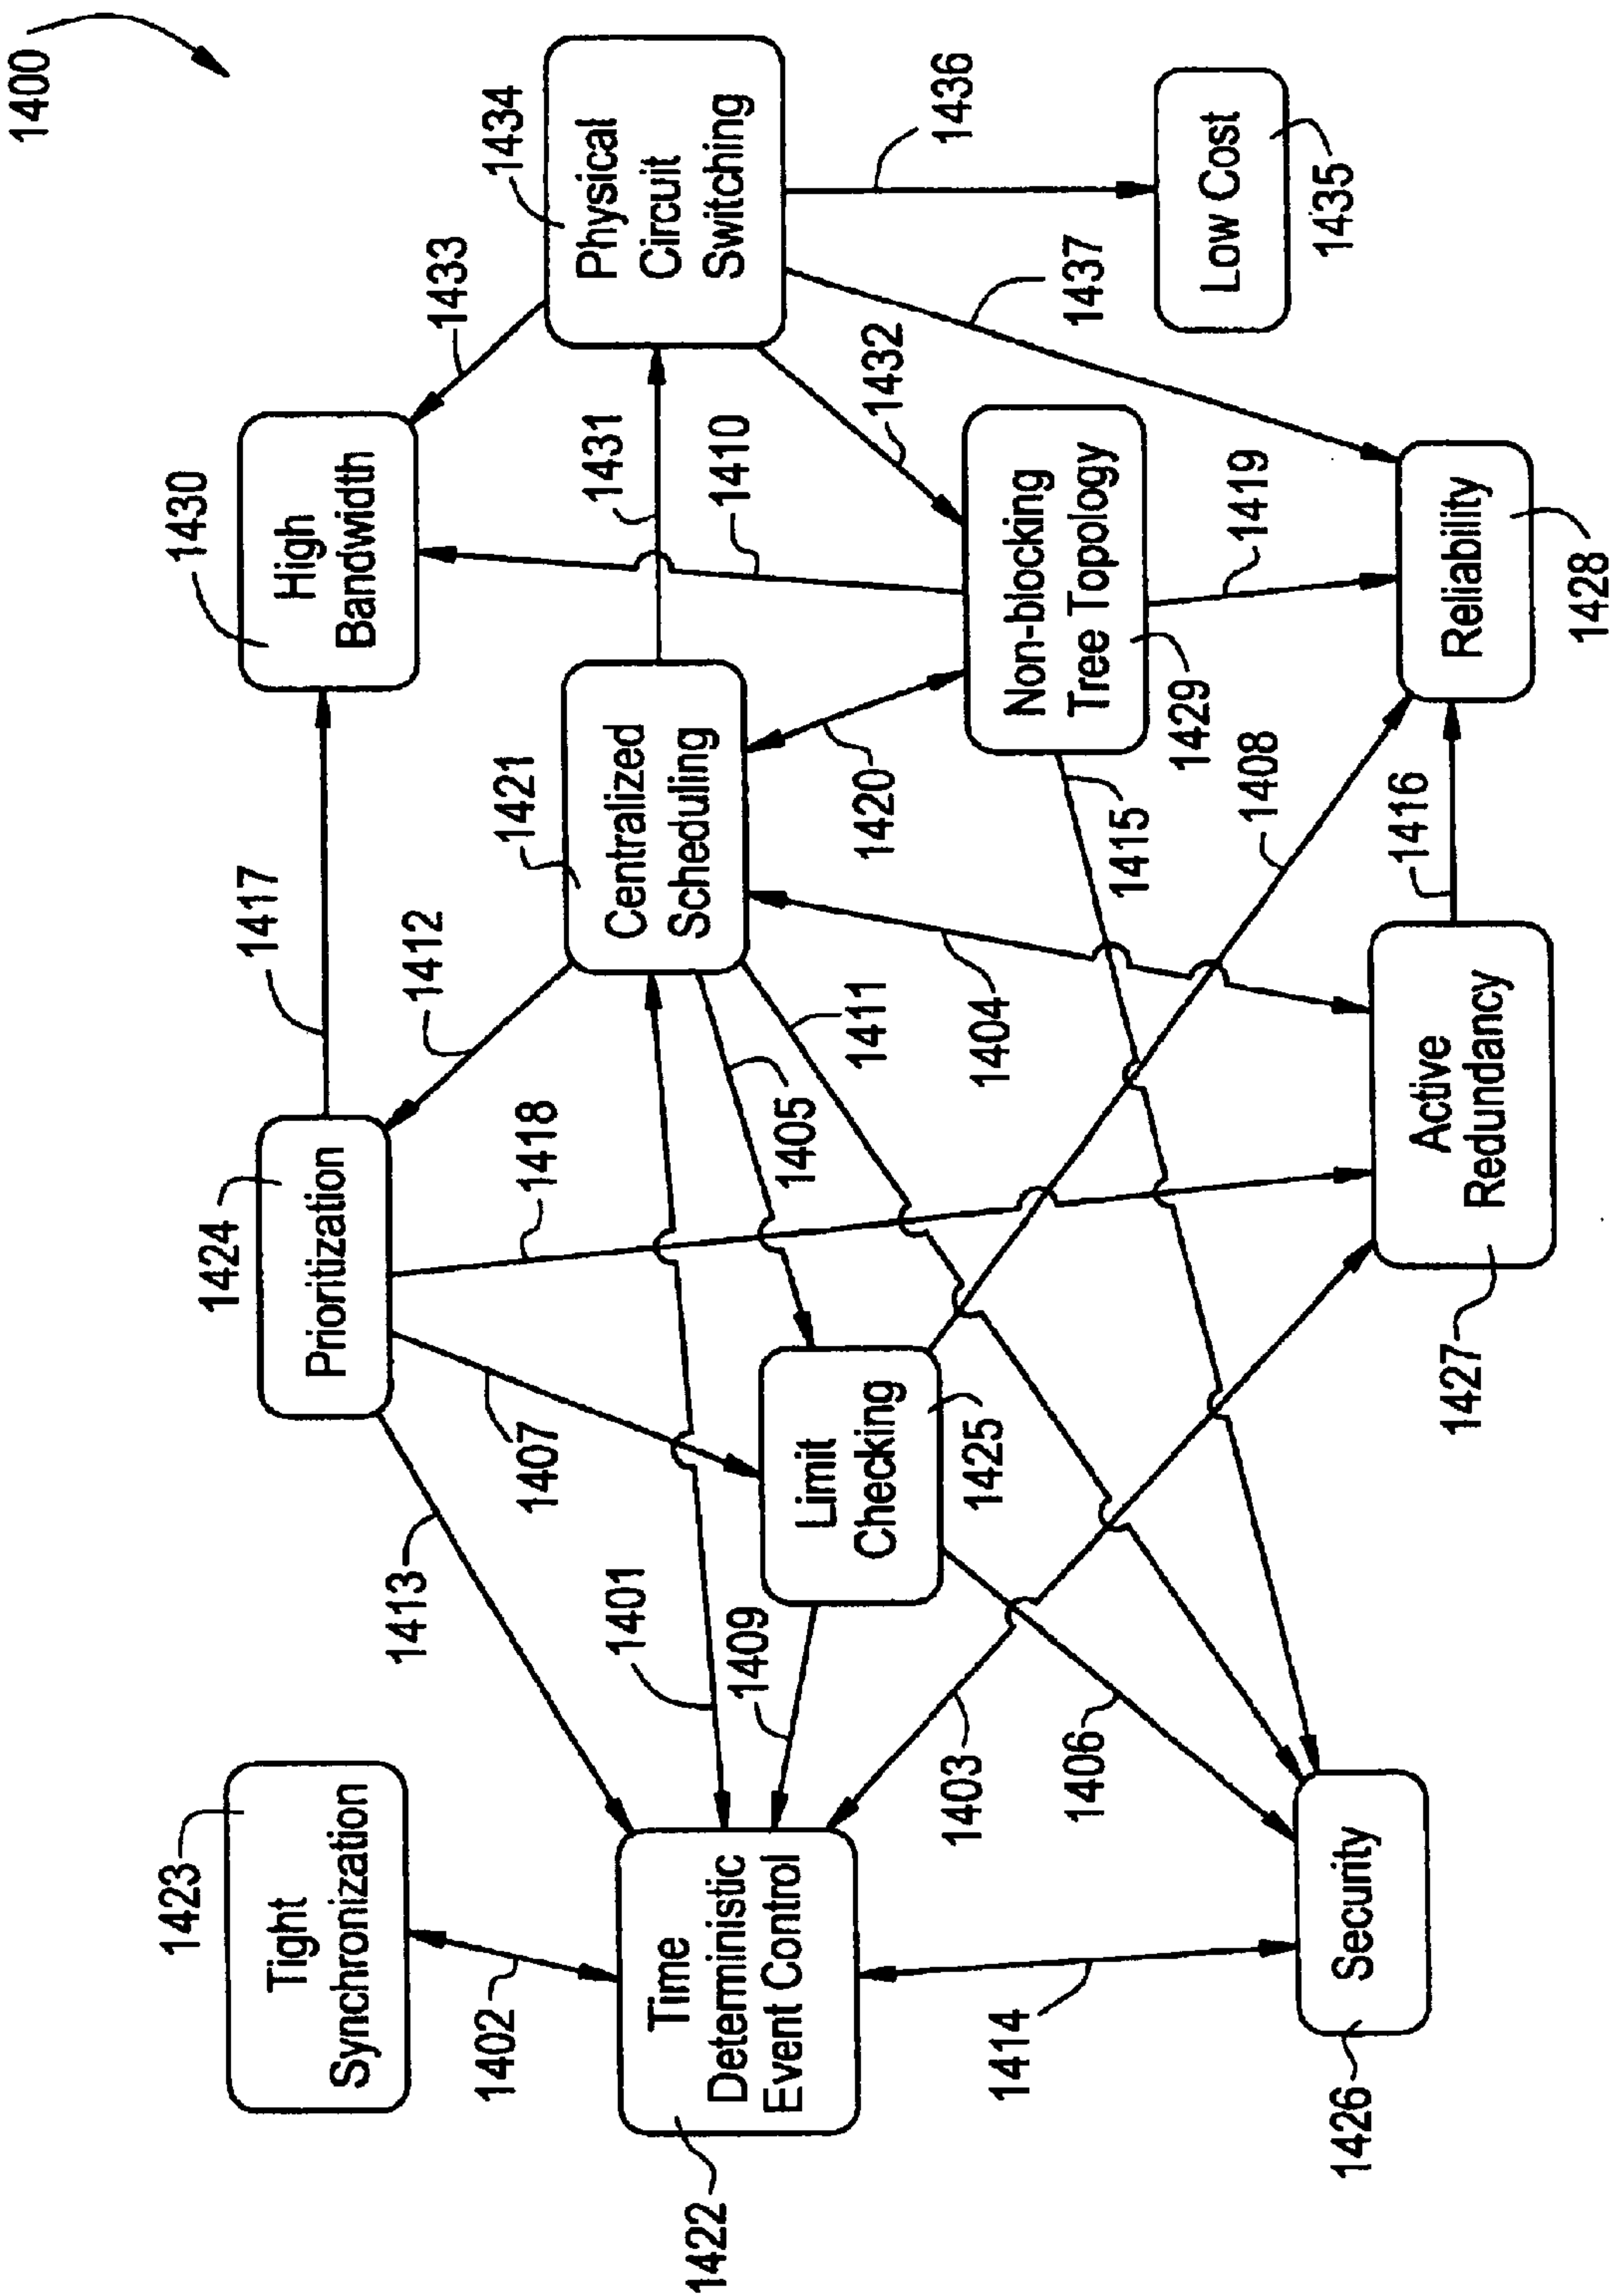 1400
1423
Tight
Synchronization
1424
Prioritization
1417
1430
High
Bandwidth
1433
1434
Physical
Circuit
Switching
1402
1413
1412
1418
1407
1421
Centralized
Scheduling
1431
1410
1422
Time
Deterministic
Event Control
1401
1409
Limit
Checking
1425
1405
1411
1420
1432
1436
1437
1403
1406
1404
1415
Non-blocking
Tree Topology
1429
1419
1408
Low Cost
1435
1414
Security
1426
Active
Redundancy
1427
1416
Reliability
1428